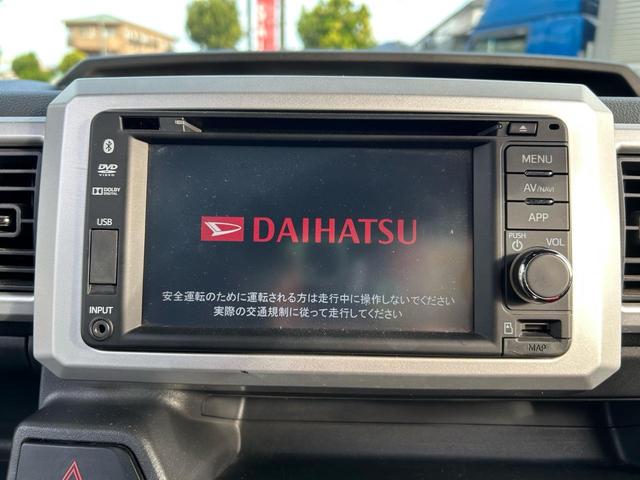 DVD
VIDEO
DOLBY
DIGITAL
USB
INPUT
DAIHATSU
安全運転のために運転される方は走行中に操作しないでください
実際の交通規制に従って走行してください
MENU
AV/NAVI
APP
PUSH
VOL
MAP